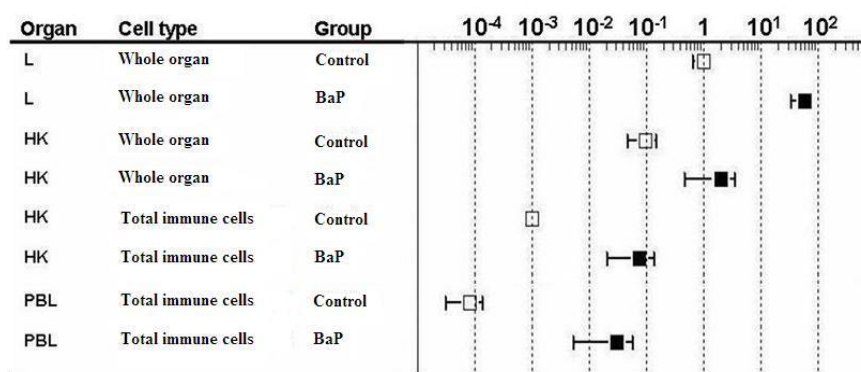 Organ Cell type Group 10⁻⁴ 10⁻³ 10⁻² 10⁻¹ 1 10¹ 10²
L Whole organ Control
L Whole organ BaP
HK Whole organ Control
HK Whole organ BaP
HK Total immune cells Control
HK Total immune cells BaP
PBL Total immune cells Control
PBL Total immune cells BaP